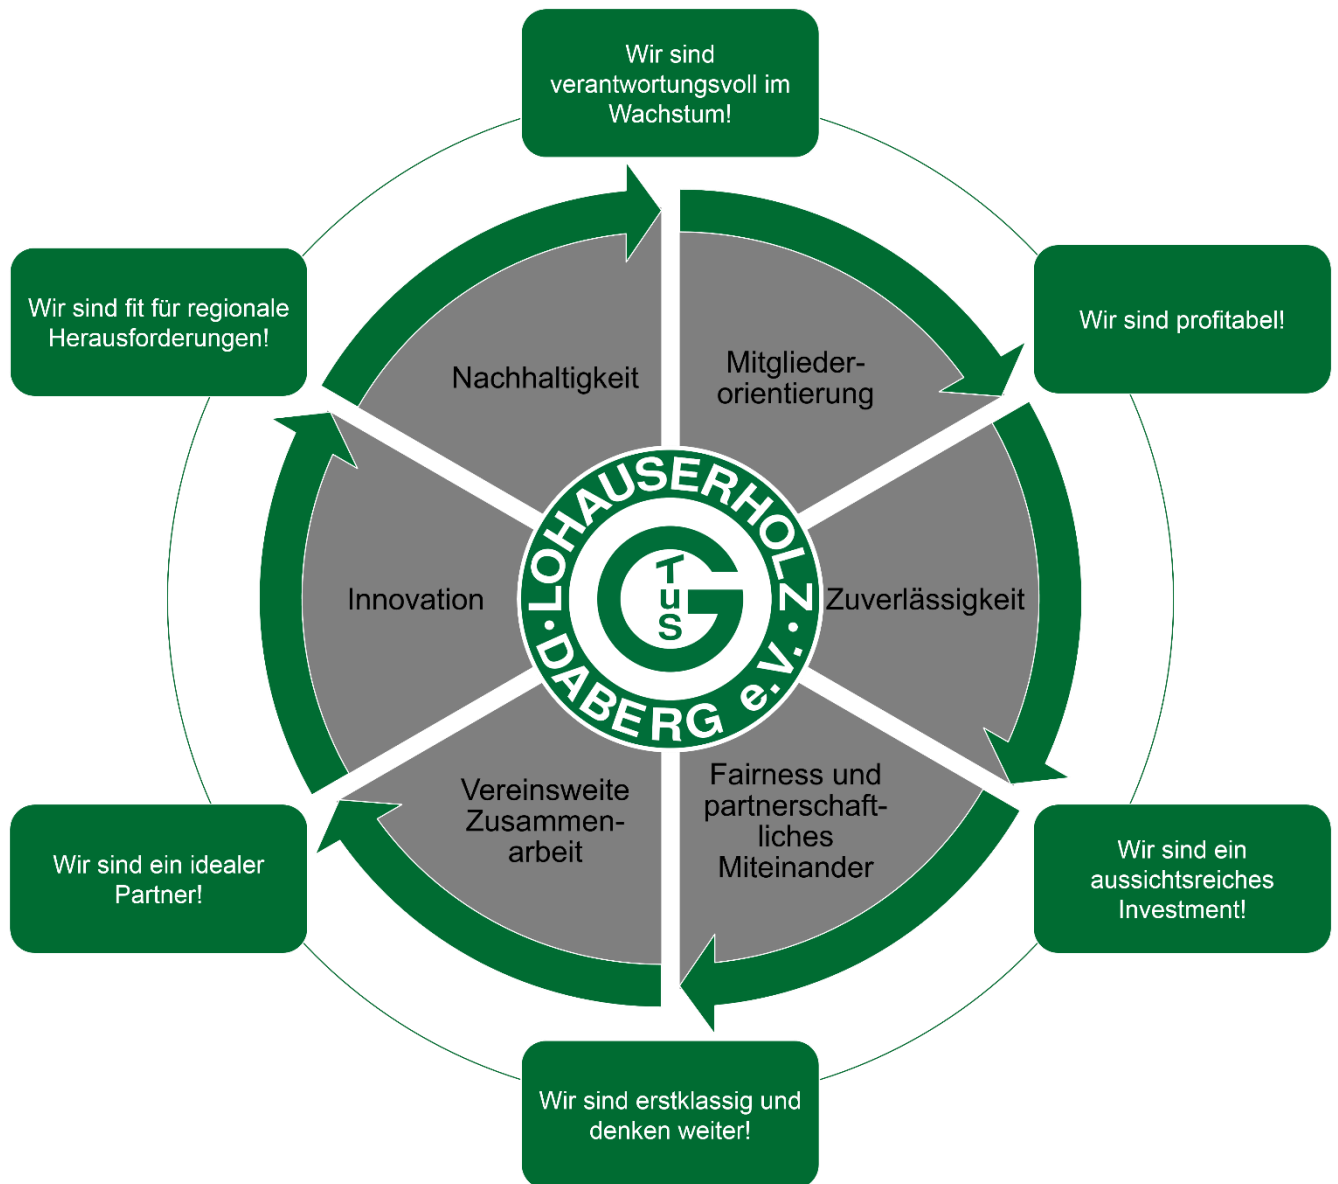 Wir sind
verantwortungsvoll im
Wachstum!
Wir sind fit für regionale
Herausforderungen!
Wir sind profitabel!
Nachhaltigkeit
Mitglieder-
orientierung
Innovation
Zuverlässigkeit
LOHAUSERHOLZ
DABERG e.V.
G
TuS
Vereinsweite
Zusammen-
arbeit
Fairness und
partnerschaft-
liches
Miteinander
Wir sind ein idealer
Partner!
Wir sind ein
aussichtsreiches
Investment!
Wir sind erstklassig und
denken weiter!